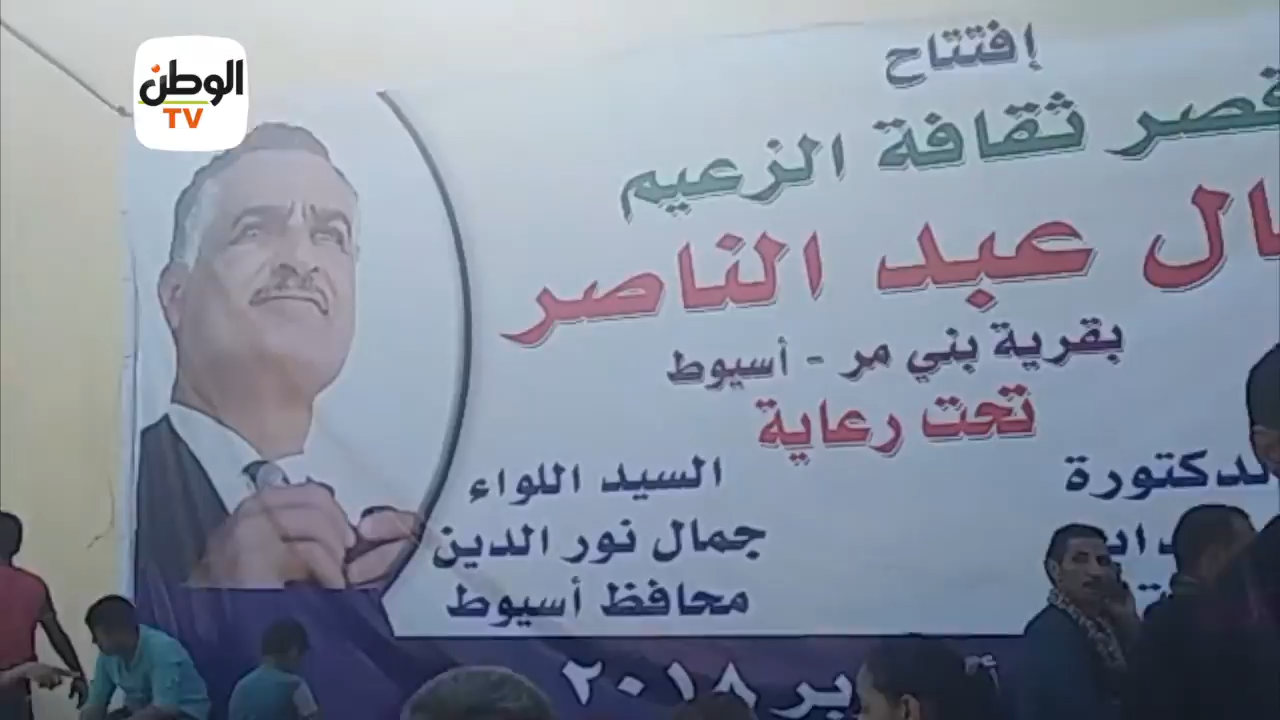 الوطن
TV
إفتتاح
قصر ثقافة الزعيم
ال عبد الناصر
بقرية بني مر - أسيوط
تحت رعاية
لدكتورة
السيد اللواء
جمال نور الدين
محافظ أسيوط
بر ٢٠١٨